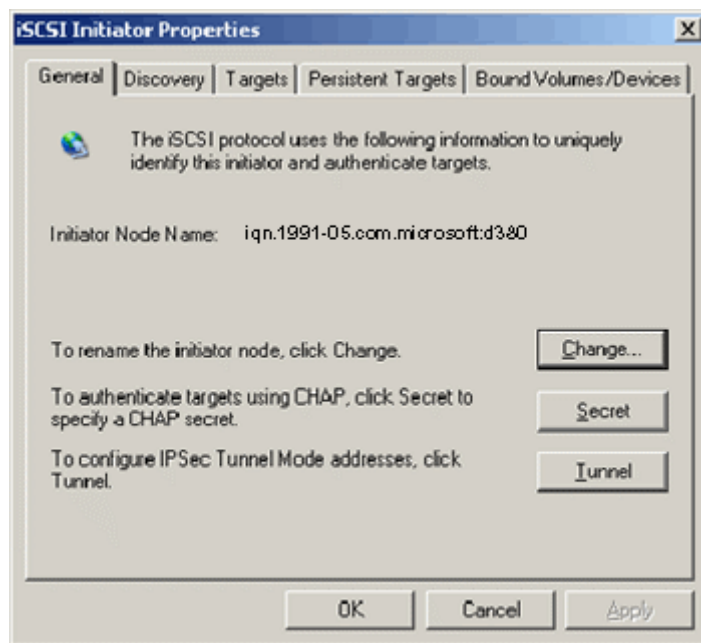 iSCSI Initiator Properties
General Discovery Targets Persistent Targets Bound Volumes/Devices
The iSCSI protocol uses the following information to uniquely
identify this initiator and authenticate targets.
Initiator Node Name: iqn.1991-05.com.microsoft:d380
To rename the initiator node, click Change.
Change...
To authenticate targets using CHAP, click Secret to
specify a CHAP secret.
Secret
To configure IPSec Tunnel Mode addresses, click
Tunnel.
Tunnel
OK Cancel Apply